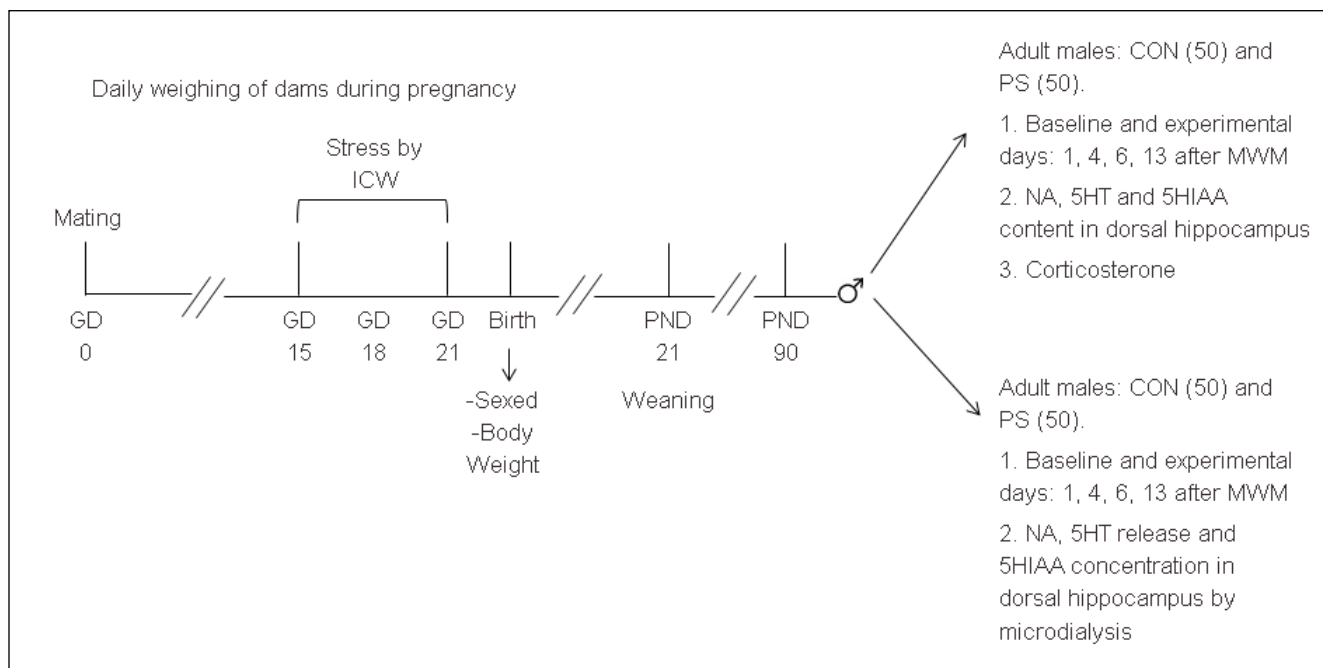 Daily weighing of dams during pregnancy
Stress by
ICW
Mating
GD
0
GD
15
GD
18
GD
21
Birth
-Sexed
-Body
Weight
PND
21
Weaning
PND
90
Adult males: CON (50) and
PS (50).
1. Baseline and experimental
days: 1, 4, 6, 13 after MWM
2. NA, 5HT and 5HIAA
content in dorsal hippocampus
3. Corticosterone
Adult males: CON (50) and
PS (50).
1. Baseline and experimental
days: 1, 4, 6, 13 after MWM
2. NA, 5HT release and
5HIAA concentration in
dorsal hippocampus by
microdialysis